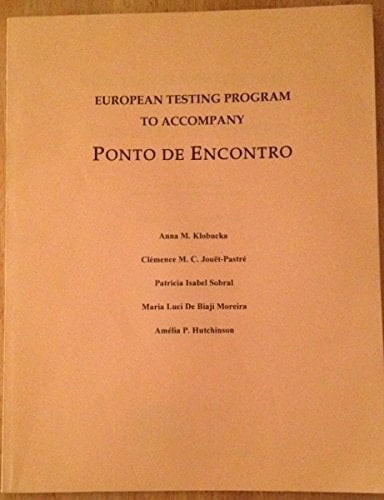 EUROPEAN TESTING PROGRAM
TO ACCOMPANY
PONTO DE ENCONTRO
Anna M. Klobucka
Clémence M. C. Jouët-Pastré
Patricia Isabel Sobral
Maria Luci De Biaji Moreira
Amélia P. Hutchinson